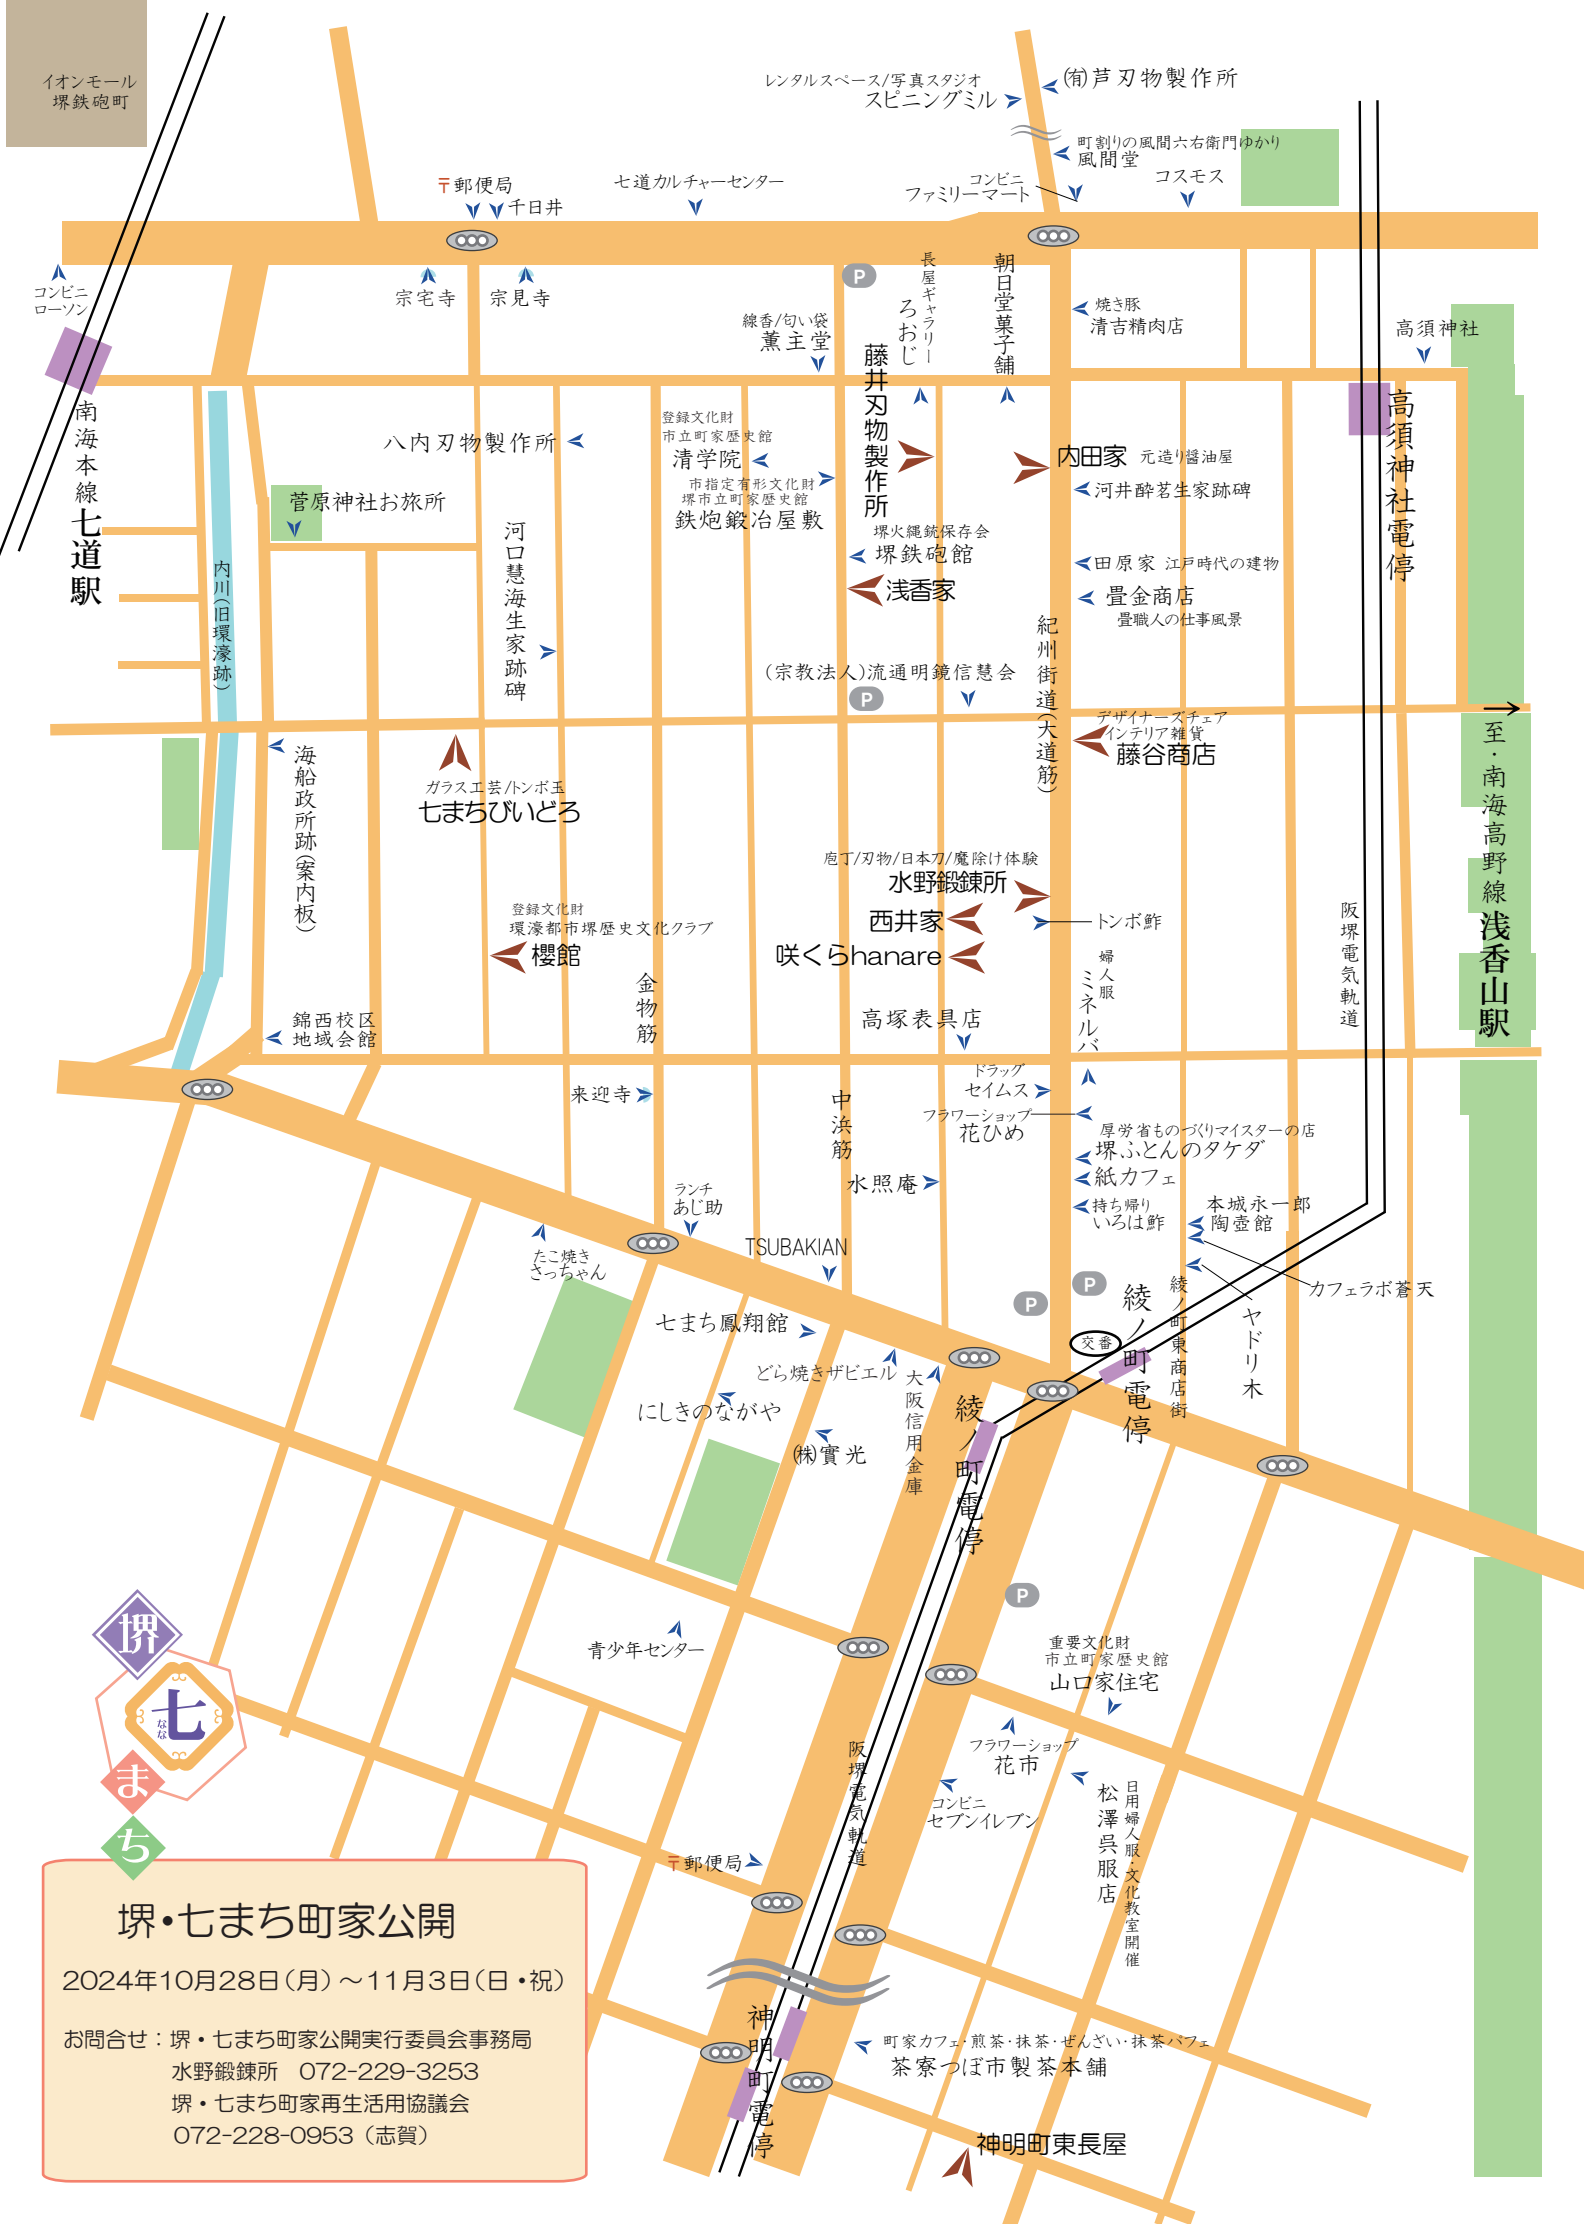 イオンモール
堺鉄砲町
レンタルスペース/写真スタジオ
スピニングミル
(有)芦刃物製作所
町割りの風間六右衛門ゆかり
風間堂
コスモス
コンビニ
ファミリーマート
七道カルチャーセンター
〒郵便局
千日井
コンビニ
ローソン
宗宅寺
宗見寺
P
長屋ギャラリー
ろおじ
朝日堂菓子舗
線香/匂い袋
薫主堂
焼き豚
清吉精肉店
高須神社
南海本線七道駅
八内刃物製作所
登録文化財
市立町家歴史館
清学院
市指定有形文化財
堺市立町家歴史館
鉄炮鍛冶屋敷
藤井刃物製作所
内田家 元造り醤油屋
河井酔茗生家跡碑
高須神社電停
菅原神社お旅所
河口慧海生家跡碑
堺火縄銃保存会
堺鉄砲館
浅香家
田原家 江戸時代の建物
畳金商店
畳職人の仕事風景
内川(旧環濠跡)
紀州街道(大道筋)
(宗教法人)流通明鏡信慧会
P
デザイナーズチェア
インテリア雑貨
藤谷商店
→
至・南海高野線浅香山駅
海船政所跡(案内板)
ガラス工芸/トンボ玉
七まちびいどろ
庖丁/刃物/日本刀/魔除け体験
水野鍛錬所
西井家
トンボ鮓
咲くらhanare
登録文化財
環濠都市堺歴史文化クラブ
櫻館
金物筋
婦人服
ミネルバ
阪堺電気軌道
高塚表具店
錦西校区
地域会館
来迎寺
中浜筋
ドラッグ
セイムス
フラワーショップ
花ひめ
厚労省ものづくりマイスターの店
堺ふとんのタケダ
紙カフェ
水照庵
持ち帰り
いろは鮓
本城永一郎
陶壺館
ランチ
あじ助
たこ焼き
さっちゃん
TSUBAKIAN
カフェラボ蒼天
ヤドリ木
綾ノ町東商店街
P
P
交番
綾ノ町電停
七まち鳳翔館
どら焼きザビエル
にしきのながや
(株)實光
大阪信用金庫
綾ノ町電停
P
青少年センター
重要文化財
市立町家歴史館
山口家住宅
フラワーショップ
花市
コンビニ
セブンイレブン
日用婦人服・文化教室開催
松澤呉服店
阪堺電気軌道
〒郵便局
堺
七
なな
ま
ち
堺・七まち町家公開
2024年10月28日(月)～11月3日(日・祝)
お問合せ：堺・七まち町家公開実行委員会事務局
水野鍛錬所 072-229-3253
堺・七まち町家再生活用協議会
072-228-0953（志賀）
神明町電停
町家カフェ・煎茶・抹茶・ぜんざい・抹茶パフェ
茶寮つぼ市製茶本舗
神明町東長屋